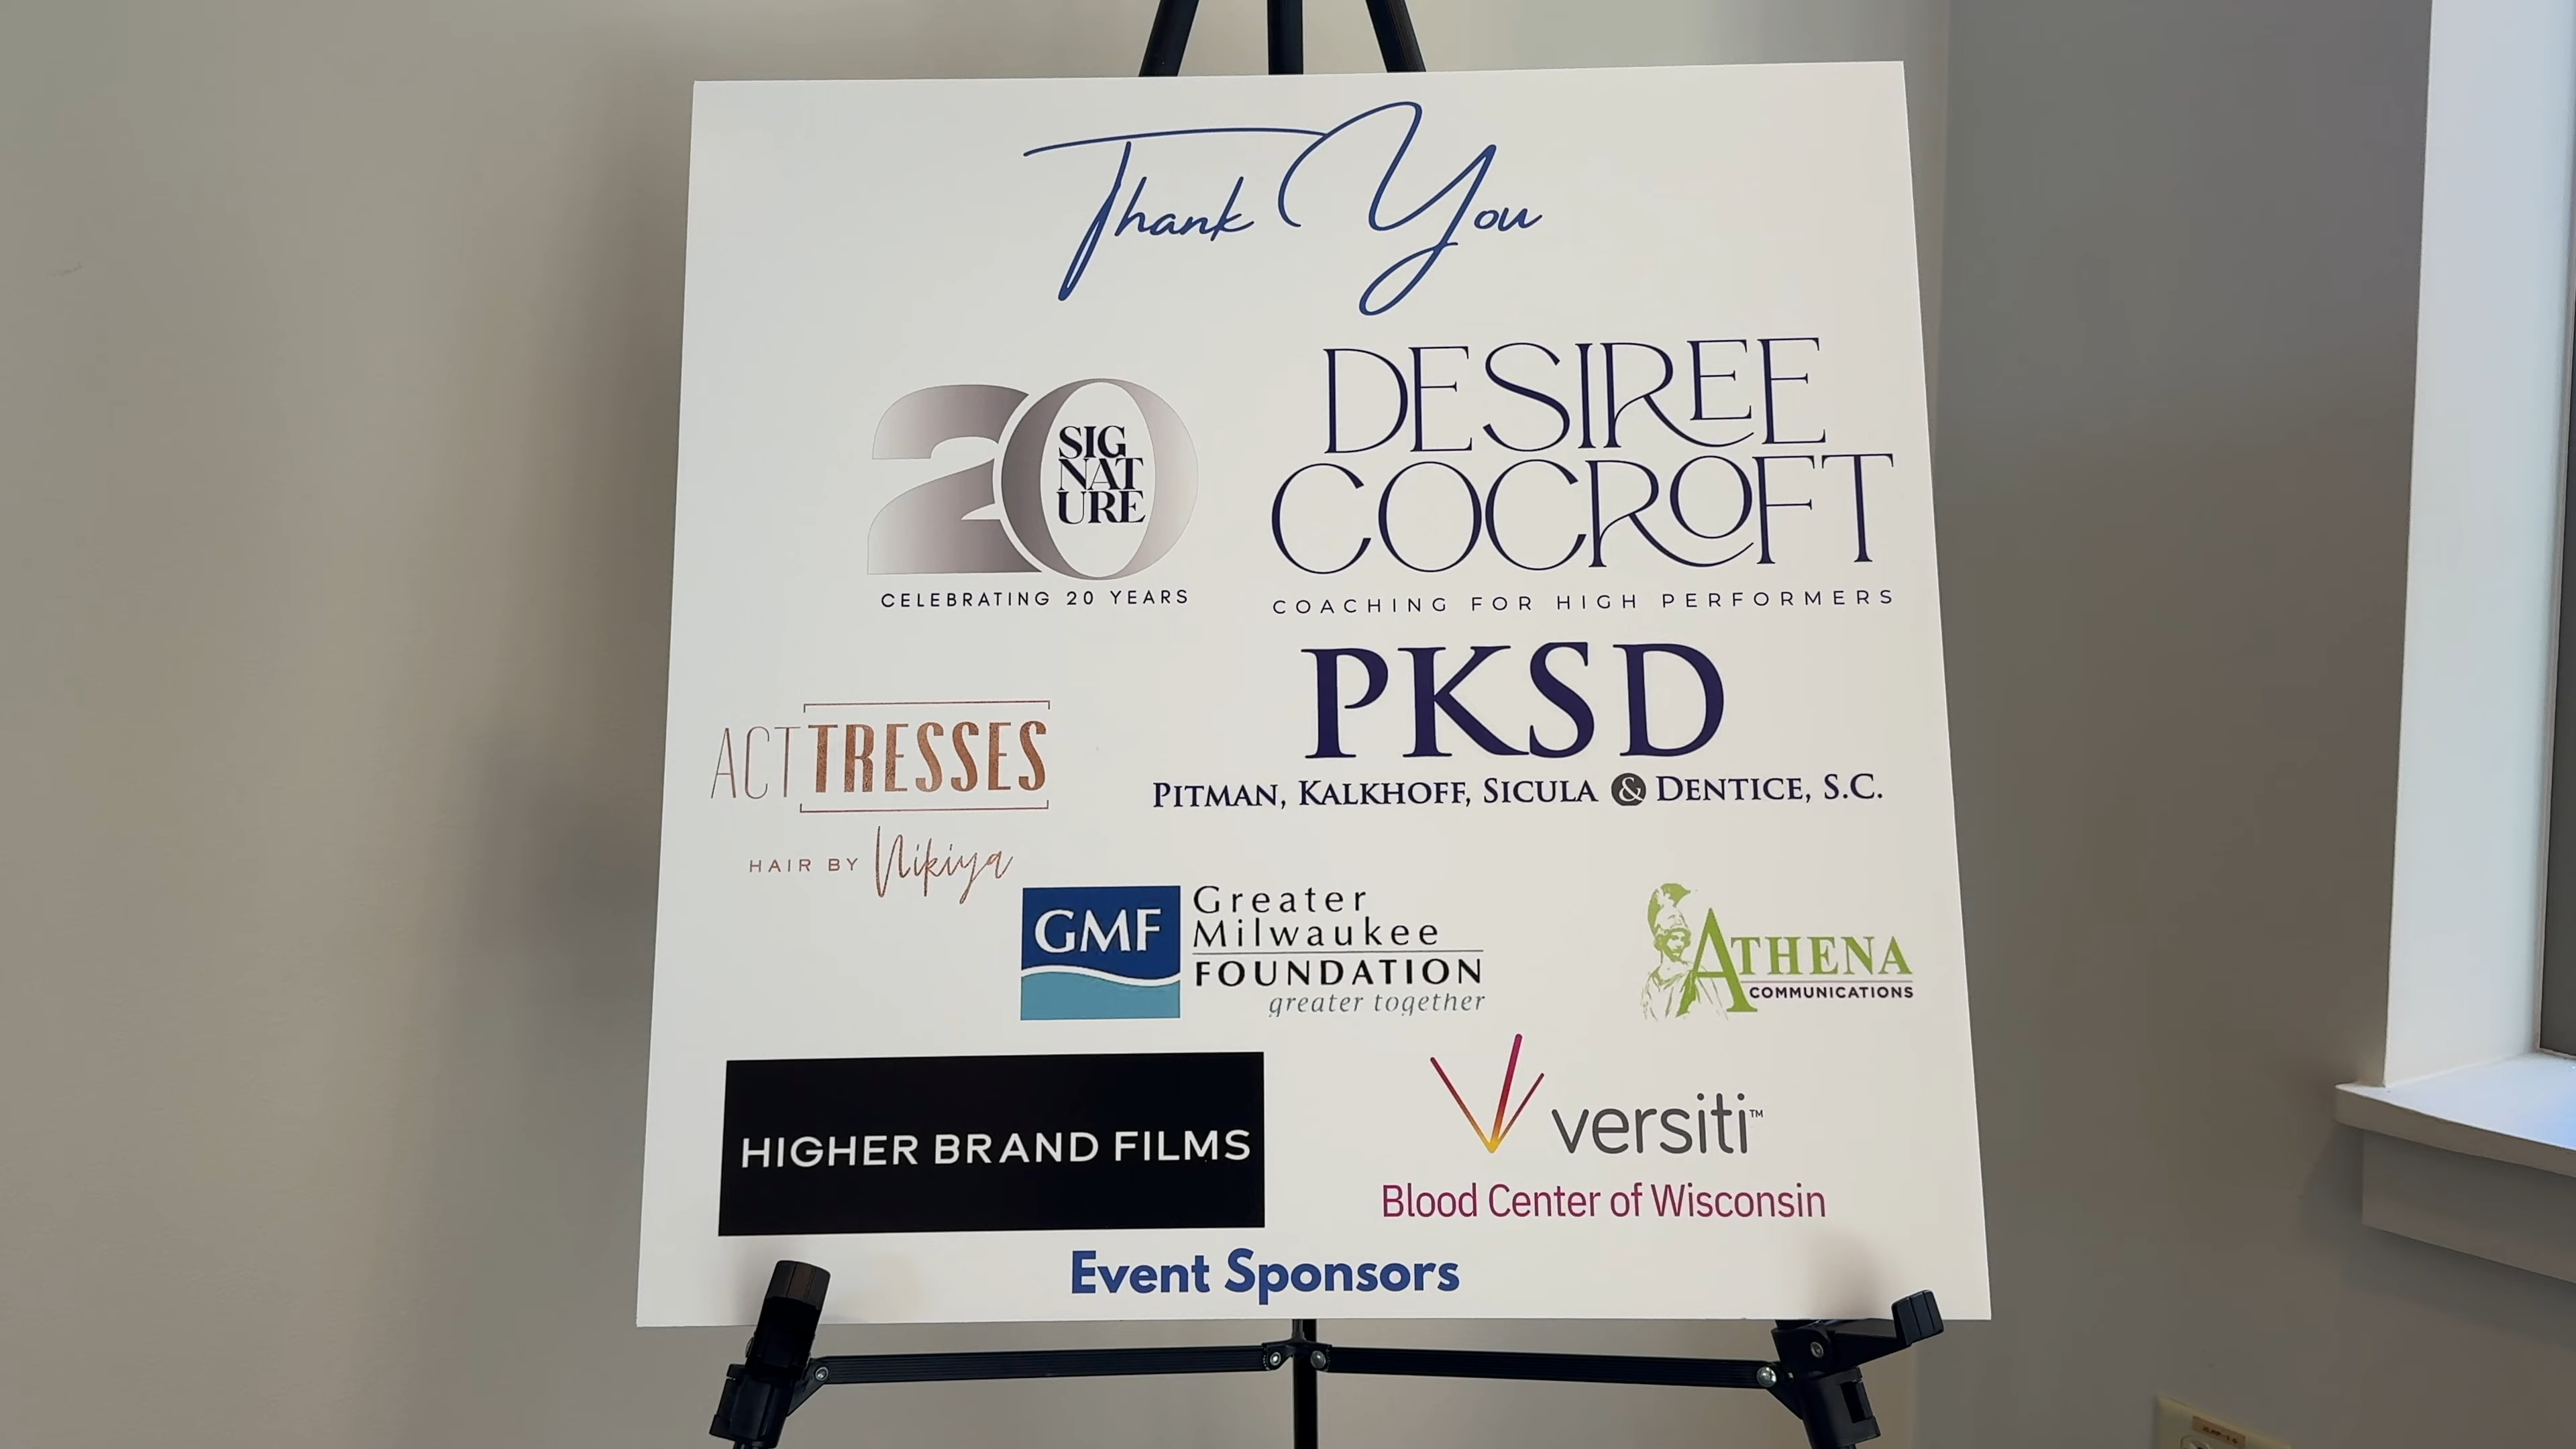 Thank You
20
SIG
NAT
URE
CELEBRATING 20 YEARS
DESIREE
COCROFT
COACHING FOR HIGH PERFORMERS
ACTTRESSES
HAIR BY Nikiya
PKSD
PITMAN, KALKHOFF, SICULA & DENTICE, S.C.
GMF
Greater
Milwaukee
FOUNDATION
greater together
ATHENA
COMMUNICATIONS
HIGHER BRAND FILMS
versiti™
Blood Center of Wisconsin
Event Sponsors